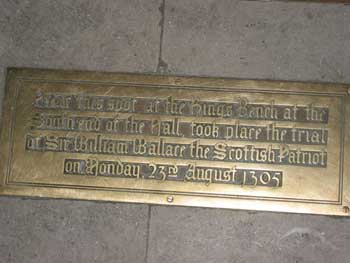 Near this spot at the Kings Bench at the
South end of the Hall, took place the trial
of Sir William Wallace the Scottish Patriot
on Monday, 23rd August 1305